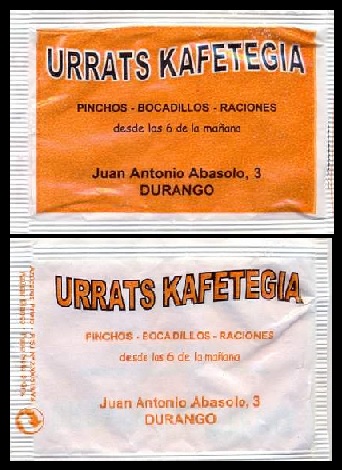 URRATS KAFETEGIA
PINCHOS - BOCADILLOS - RACIONES
desde las 6 de la mañana
Juan Antonio Abasolo, 3
DURANGO
URRATS KAFETEGIA
PINCHOS - BOCADILLOS - RACIONES
desde las 6 de la mañana
Juan Antonio Abasolo, 3
DURANGO